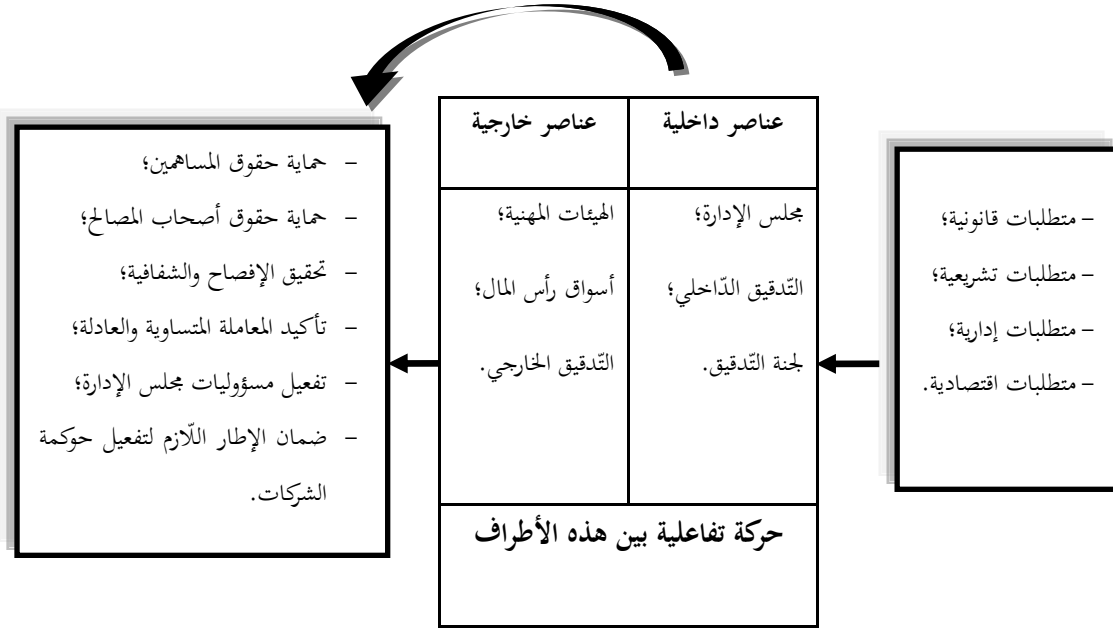 – متطلبات قانونية؛
– متطلبات تشريعية؛
– متطلبات إدارية؛
– متطلبات اقتصادية.
عناصر داخلية
مجلس الإدارة؛
التّدقيق الدّاخلي؛
لجنة التّدقيق.
عناصر خارجية
الهيئات المهنية؛
أسواق رأس المال؛
التّدقيق الخارجي.
حركة تفاعلية بين هذه الأطراف
– حماية حقوق المساهمين؛
– حماية حقوق أصحاب المصالح؛
– تحقيق الإفصاح والشفافية؛
– تأكيد المعاملة المتساوية والعادلة؛
– تفعيل مسؤوليات مجلس الإدارة؛
– ضمان الإطار اللّازم لتفعيل حوكمة
الشركات.